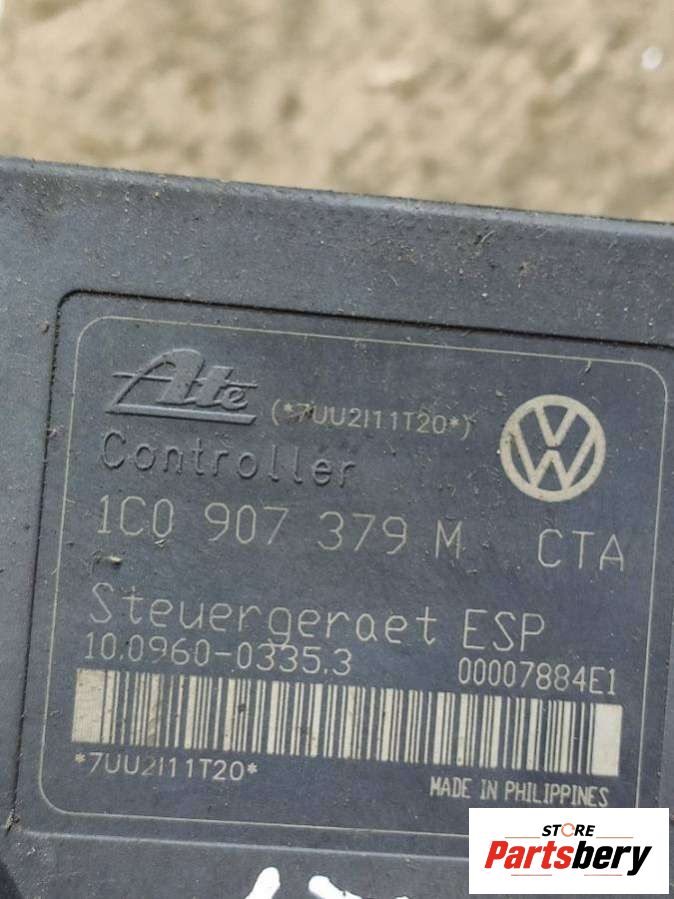 Ate (*7UU2I11T20*)
Controller
1C0 907 379 M CTA
Steuergeraet ESP
10.0960-0335.3 00007884E1
*7UU2I11T20*
MADE IN PHILIPPINES
STORE
Partsbery